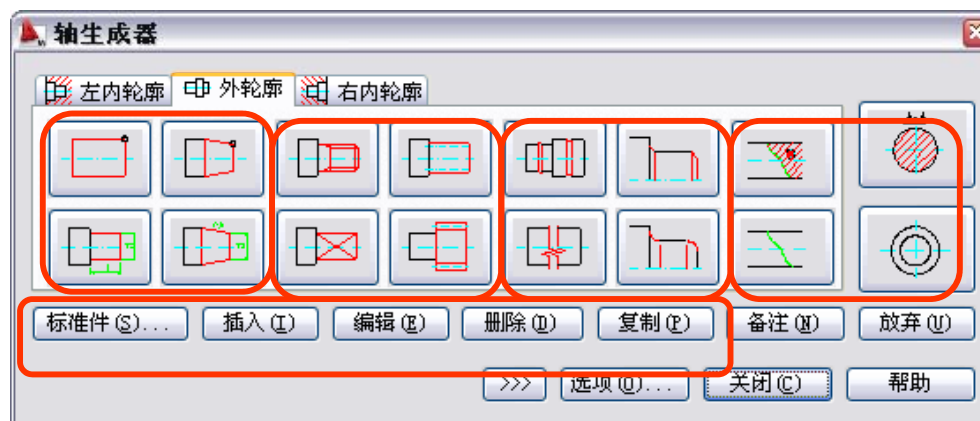 轴生成器
左内轮廓 外轮廓 右内轮廓
标准件(S)... 插入(I) 编辑(E) 删除(D) 复制(P) 备注(N) 放弃(U)
>>> 选项(O)... 关闭(C) 帮助